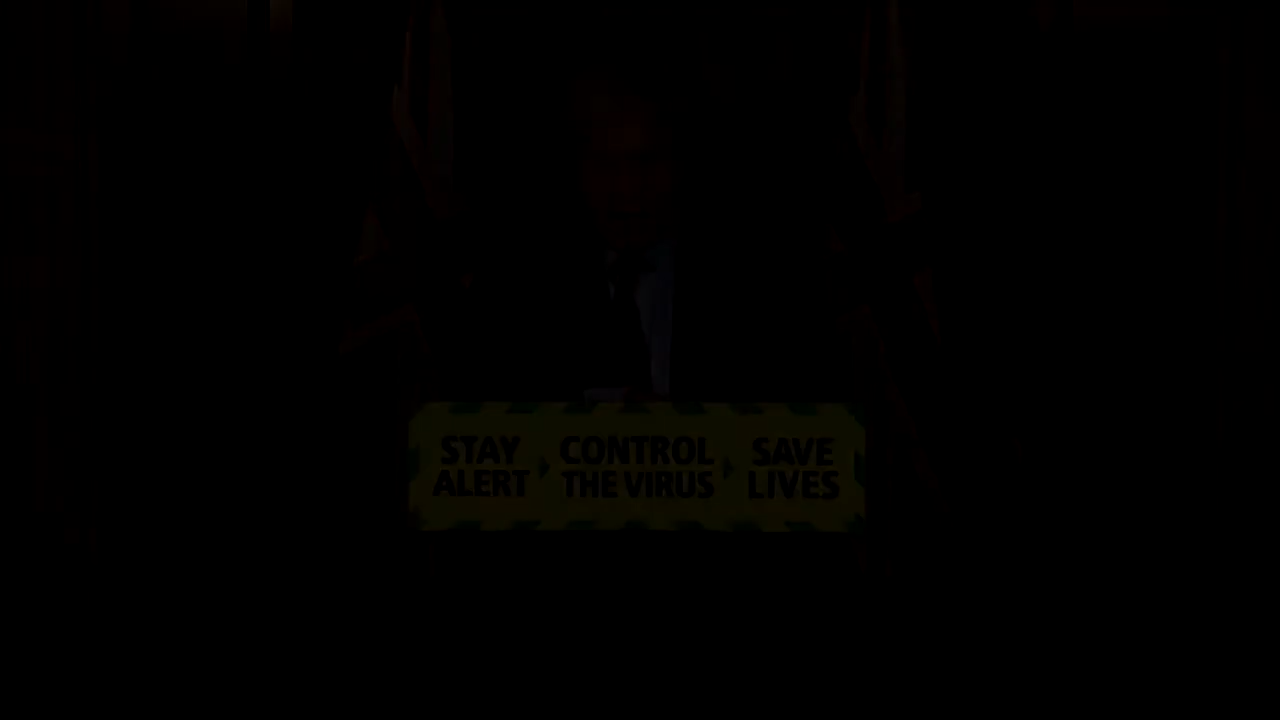 STAY
ALERT
CONTROL
THE VIRUS
SAVE
LIVES